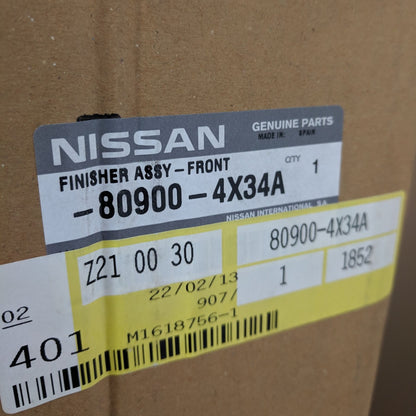 NISSAN
GENUINE PARTS
MADE IN: SPAIN
FINISHER ASSY-FRONT
QTY 1
-80900-4X34A
NISSAN INTERNATIONAL, S.A.
Z21 00 30
80900-4X34A
22/02/13
1
1852
907/
02
401
M1618756-1